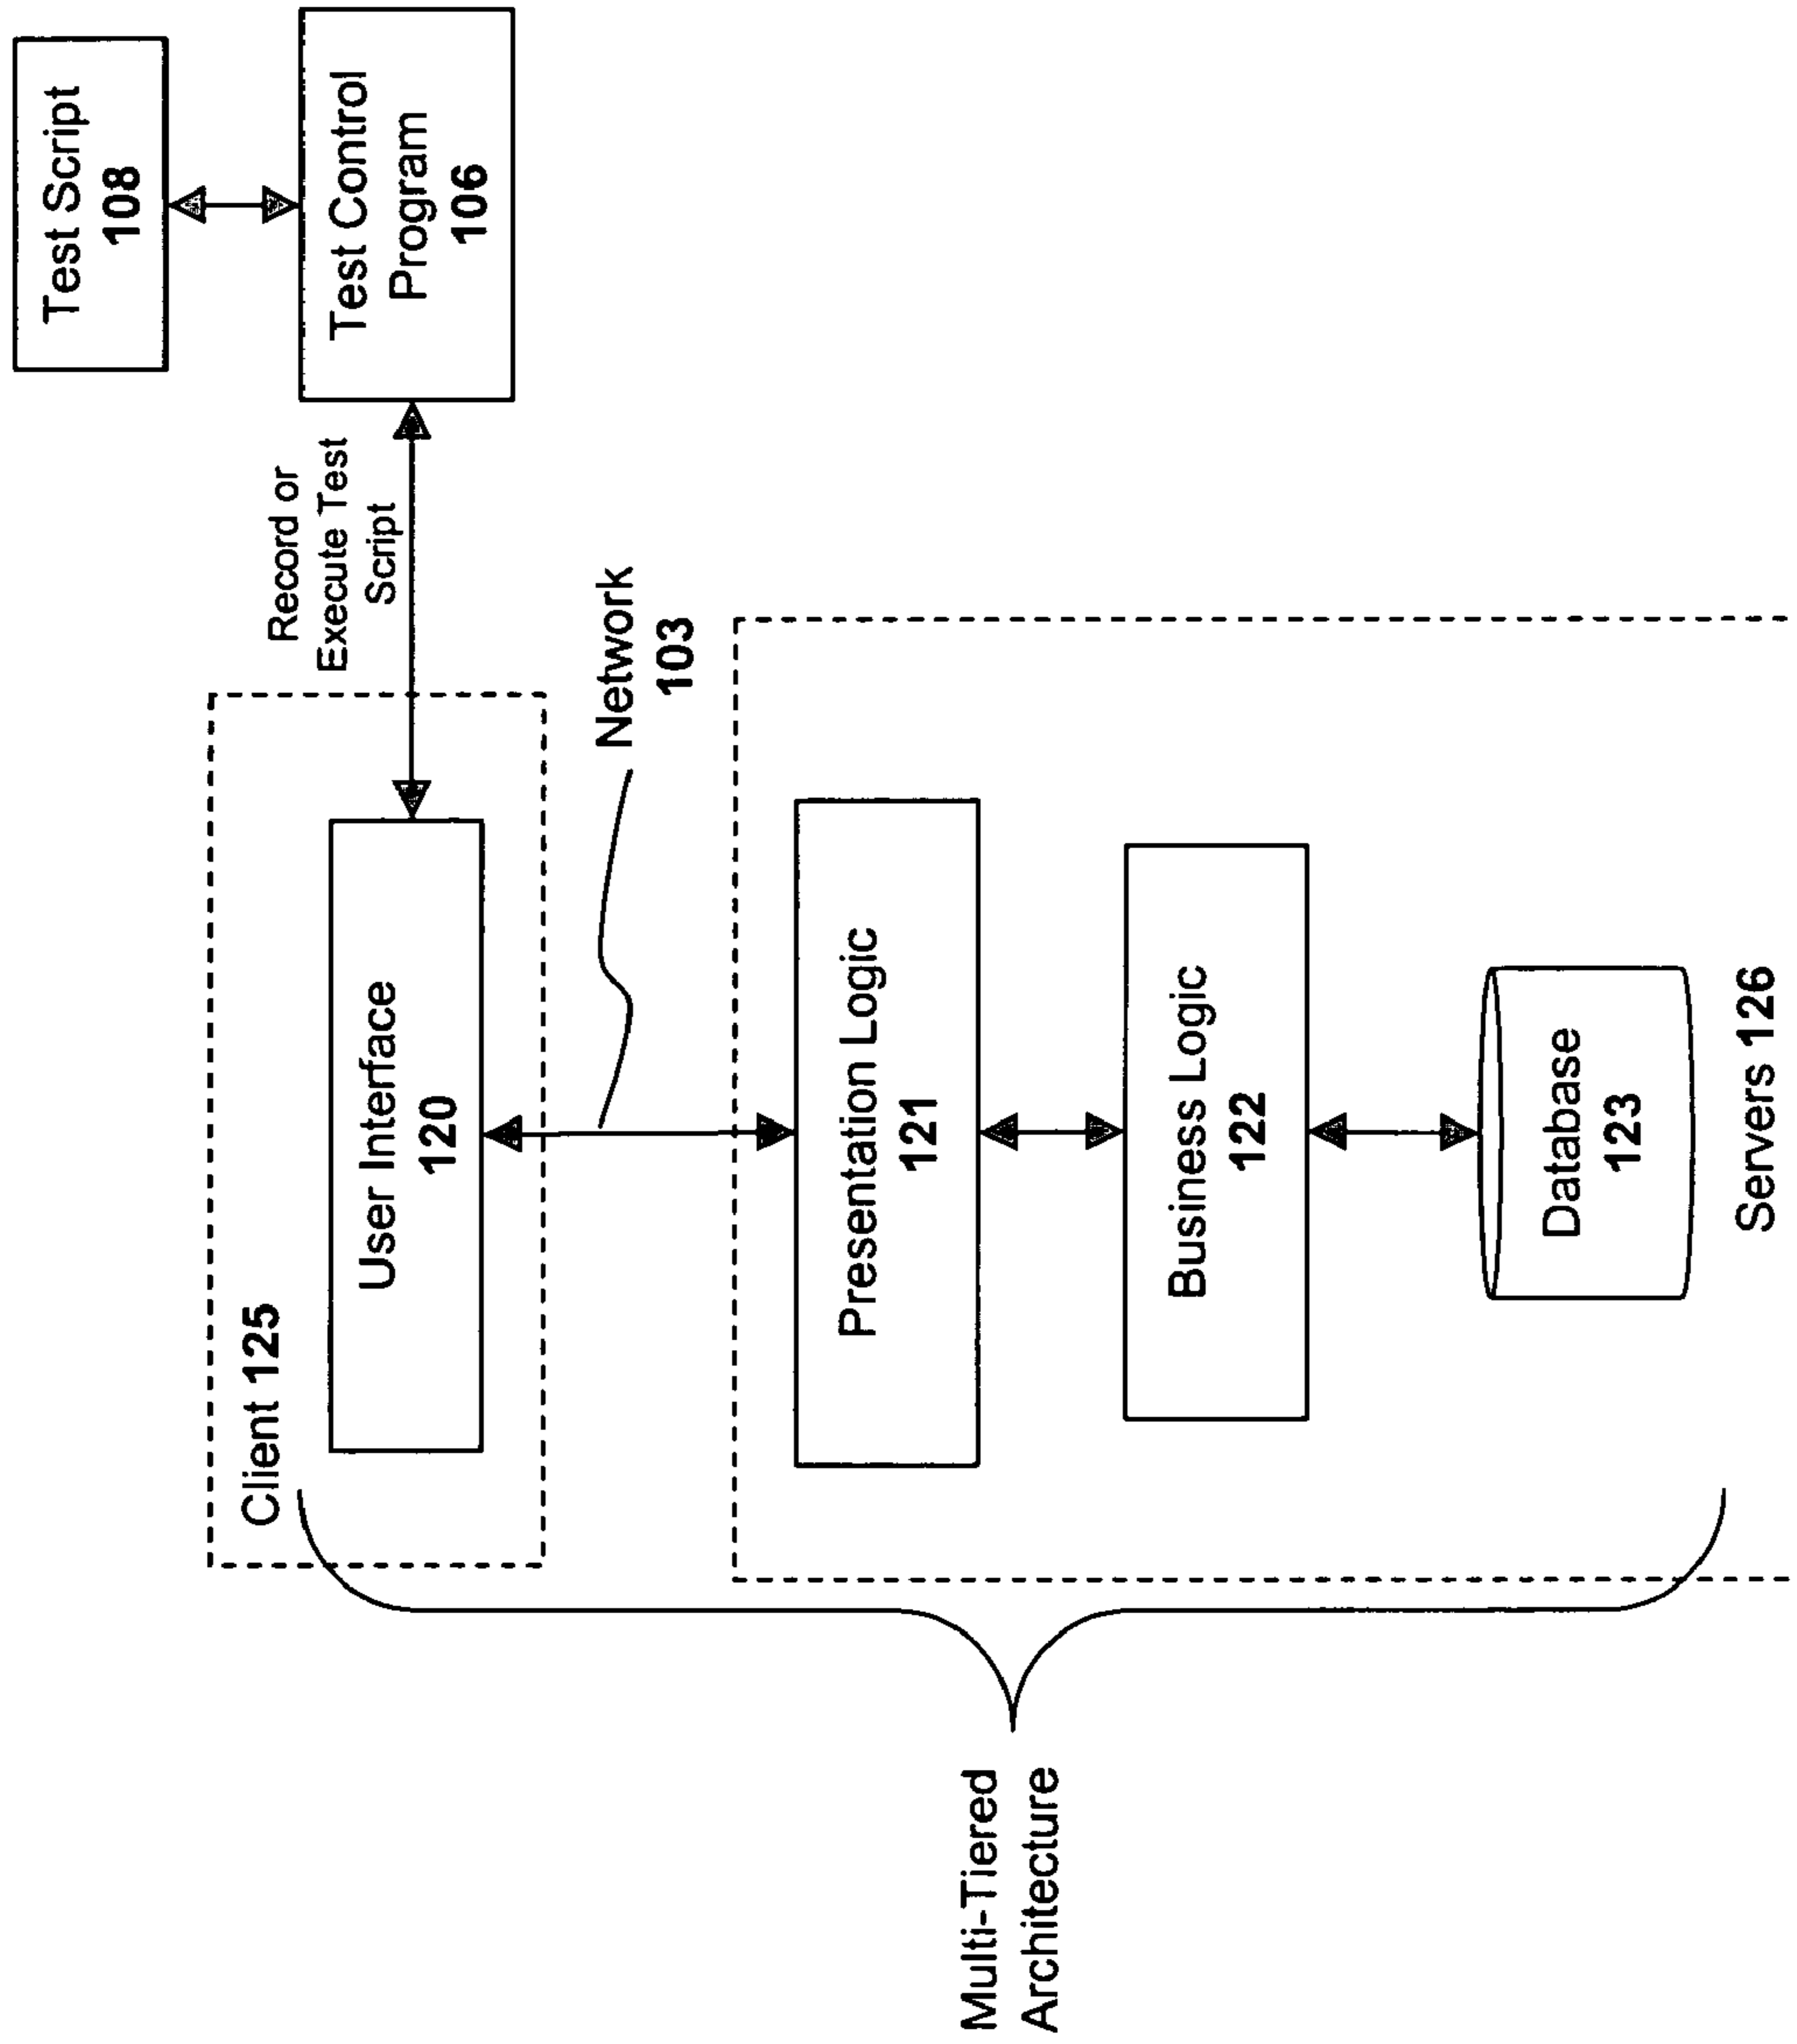 Test Script
108
Test Control
Program
106
Record or
Execute Test
Script
Client 125
User Interface
120
Network
103
Presentation Logic
121
Business Logic
122
Database
123
Servers 126
Multi-Tiered
Architecture